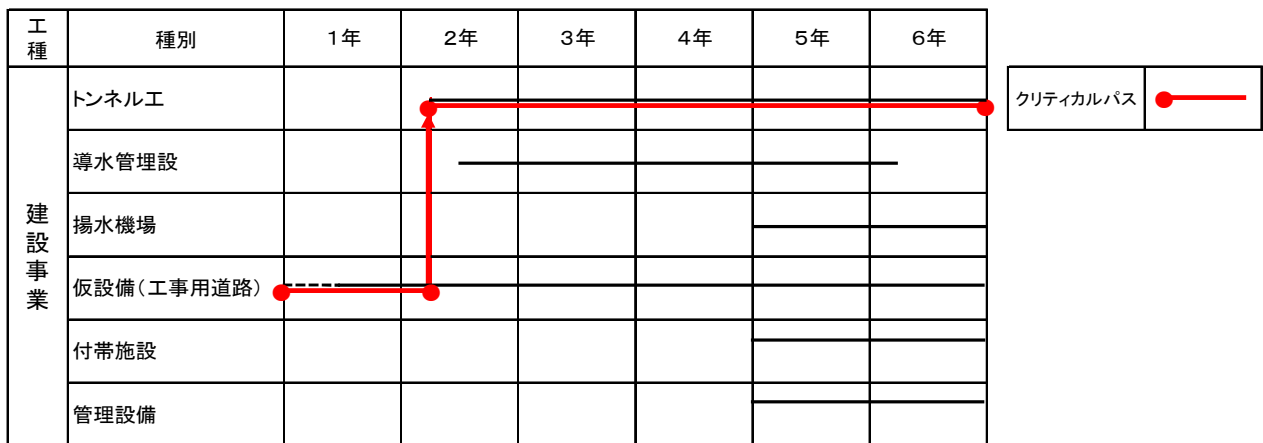 工種 種別 1年 2年 3年 4年 5年 6年
建設事業
トンネル工
導水管埋設
揚水機場
仮設備(工事用道路)
付帯施設
管理設備
クリティカルパス